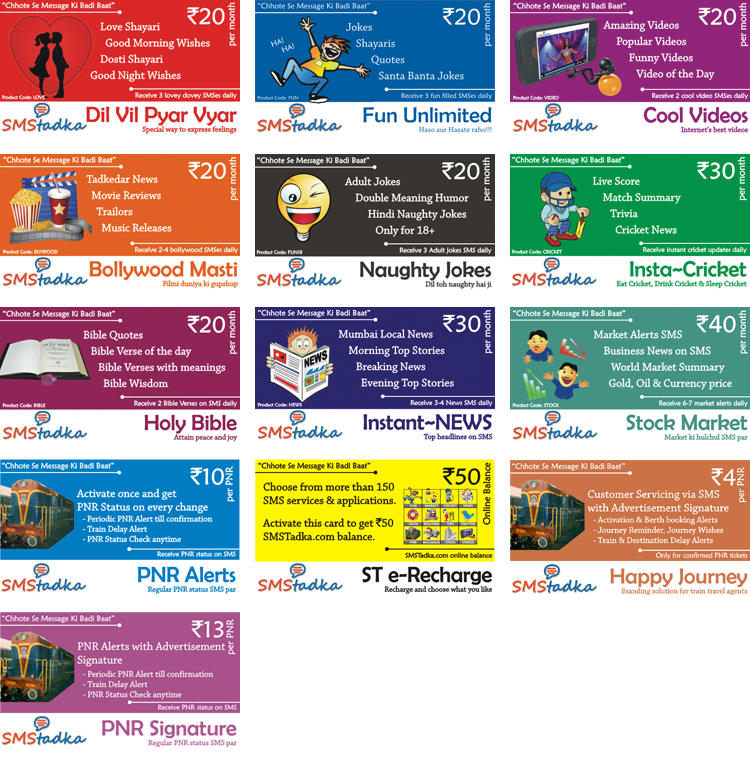 "Chhote Se Message Ki Badi Baat"
₹20
per month
Love Shayari
Good Morning Wishes
Dosti Shayari
Good Night Wishes
Product Code: LOVE
Receive 3 lovey dovey SMSes daily
SMStadka
Dil Vil Pyar Vyar
Special way to express feelings
"Chhote Se Message Ki Badi Baat"
₹20
per month
HA! HA!
Jokes
Shayaris
Quotes
Santa Banta Jokes
Product Code: FUN
Receive 3 fun filled SMSes daily
SMStadka
Fun Unlimited
Haso aur Hasate raho!!!
"Chhote Se Message Ki Badi Baat"
₹20
per month
Amazing Videos
Popular Videos
Funny Videos
Video of the Day
Product Code: VIDEO
Receive 2 cool video SMSes daily
SMStadka
Cool Videos
Internet's best videos
"Chhote Se Message Ki Badi Baat"
₹20
per month
Tadkedar News
Movie Reviews
Trailors
Music Releases
Product Code: BLYWOOD
Receive 2-4 bollywood SMSes daily
SMStadka
Bollywood Masti
Filmi duniya ki gupshup
"Chhote Se Message Ki Badi Baat"
₹20
per month
Adult Jokes
Double Meaning Humor
Hindi Naughty Jokes
Only for 18+
Product Code: FUN18
Receive 3 Adult Jokes SMS daily
SMStadka
Naughty Jokes
Dil toh naughty hai ji
"Chhote Se Message Ki Badi Baat"
₹30
per month
Live Score
Match Summary
Trivia
Cricket News
Product Code: CRICKET
Receive instant cricket updates daily
SMStadka
Insta~Cricket
Eat Cricket, Drink Cricket & Sleep Cricket
"Chhote Se Message Ki Badi Baat"
₹20
per month
Bible Quotes
Bible Verse of the day
Bible Verses with meanings
Bible Wisdom
Product Code: BIBLE
Receive 2 Bible Verses on SMS daily
SMStadka
Holy Bible
Attain peace and joy
"Chhote Se Message Ki Badi Baat"
₹30
per month
NEWS
Mumbai Local News
Morning Top Stories
Breaking News
Evening Top Stories
Product Code: NEWS
Receive 3-4 News SMS daily
SMStadka
Instant~NEWS
Top headlines on SMS
"Chhote Se Message Ki Badi Baat"
₹40
per month
Market Alerts SMS
Business News on SMS
World Market Summary
Gold, Oil & Currency price
Product Code: STOCK
Receive 6-7 market alerts daily
SMStadka
Stock Market
Market ki hulchul SMS par
"Chhote Se Message Ki Badi Baat"
₹10
per PNR
Activate once and get
PNR Status on every change
- Periodic PNR Alert till confirmation
- Train Delay Alert
- PNR Status Check anytime
Receive PNR status on SMS
SMStadka
PNR Alerts
Regular PNR status SMS par
"Chhote Se Message Ki Badi Baat"
₹50
Online Balance
Choose from more than 150
SMS services & applications.
Activate this card to get ₹50
SMSTadka.com balance.
SMSTadka.com online balance
SMStadka
ST e-Recharge
Recharge and choose what you like
"Chhote Se Message Ki Badi Baat"
₹4
per PNR
Customer Servicing via SMS
with Advertisement Signature
- Activation & Berth booking Alerts
- Journey Reminder, Journey Wishes
- Train & Destination Delay Alerts
Only for confirmed PNR tickets
SMStadka
Happy Journey
Branding solution for train travel agents
"Chhote Se Message Ki Badi Baat"
₹13
per PNR
PNR Alerts with Advertisement
Signature
- Periodic PNR Alert till confirmation
- Train Delay Alert
- PNR Status Check anytime
Receive PNR status on SMS
SMStadka
PNR Signature
Regular PNR status SMS par